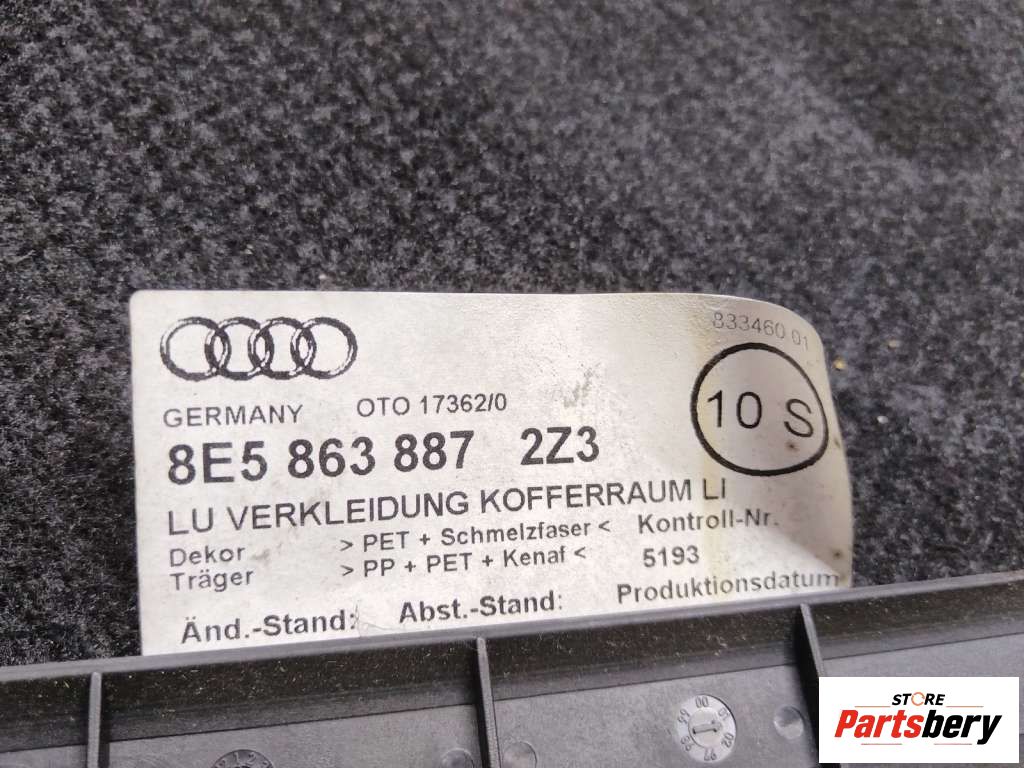 833460 01
10 S
GERMANY OTO 17362/0
8E5 863 887 2Z3
LU VERKLEIDUNG KOFFERRAUM LI
Dekor > PET + Schmelzfaser < Kontroll-Nr.
Träger > PP + PET + Kenaf < 5193
Änd.-Stand: Abst.-Stand: Produktionsdatum
STORE
Partsbery